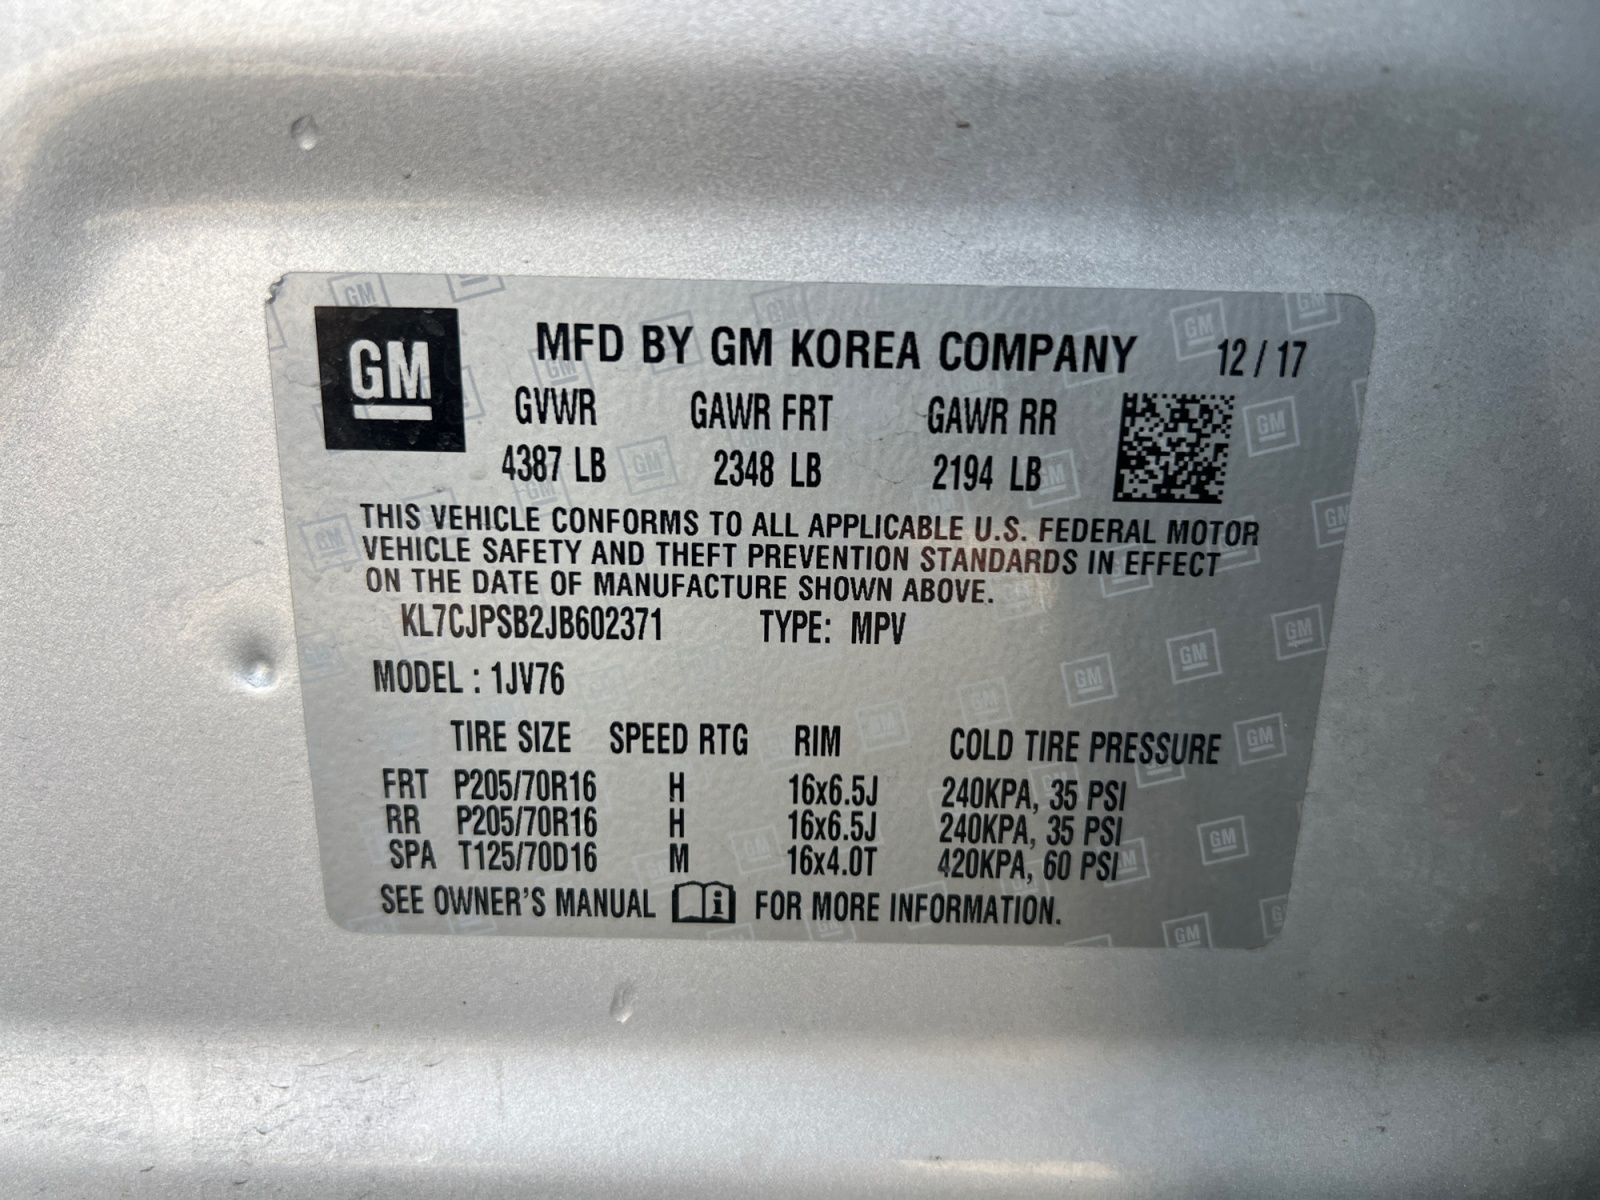 GM
MFD BY GM KOREA COMPANY 12 / 17
GVWR GAWR FRT GAWR RR
4387 LB 2348 LB 2194 LB
THIS VEHICLE CONFORMS TO ALL APPLICABLE U.S. FEDERAL MOTOR
VEHICLE SAFETY AND THEFT PREVENTION STANDARDS IN EFFECT
ON THE DATE OF MANUFACTURE SHOWN ABOVE.
KL7CJPSB2JB602371 TYPE: MPV
MODEL : 1JV76
TIRE SIZE SPEED RTG RIM COLD TIRE PRESSURE
FRT P205/70R16 H 16x6.5J 240KPA, 35 PSI
RR P205/70R16 H 16x6.5J 240KPA, 35 PSI
SPA T125/70D16 M 16x4.0T 420KPA, 60 PSI
SEE OWNER'S MANUAL i FOR MORE INFORMATION.